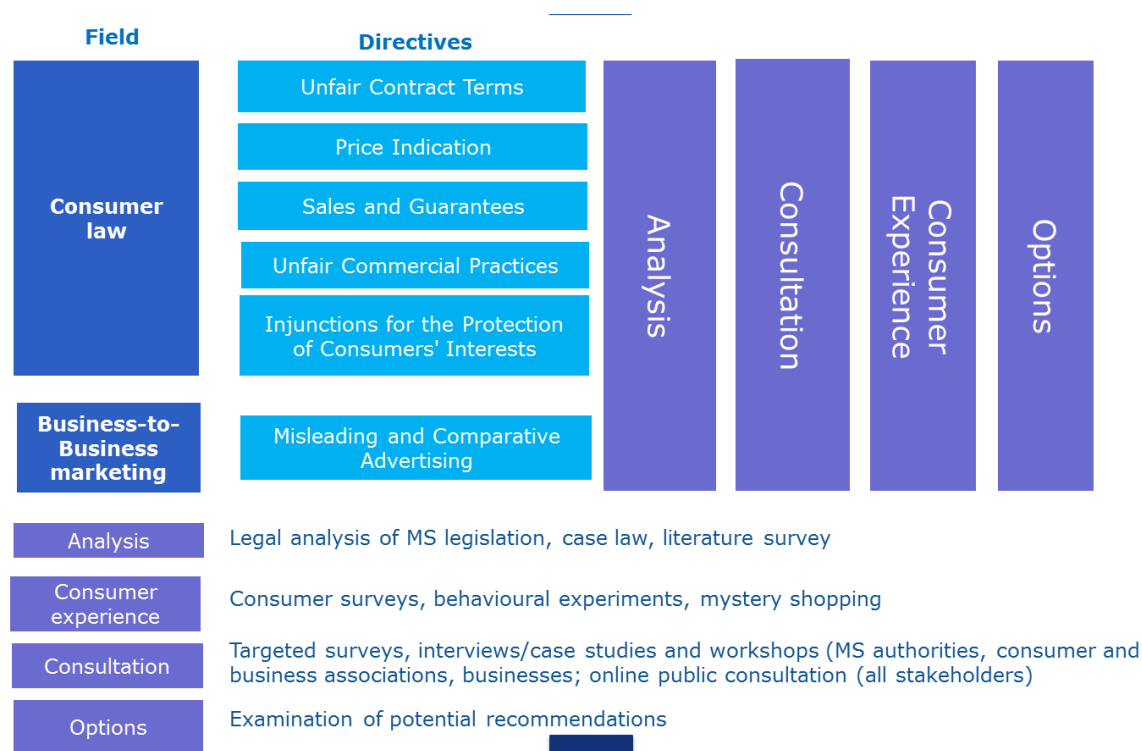 Field
Directives
Consumer
law
Unfair Contract Terms
Price Indication
Sales and Guarantees
Unfair Commercial Practices
Injunctions for the Protection
of Consumers' Interests
Business-to-
Business
marketing
Misleading and Comparative
Advertising
Analysis
Consultation
Consumer
Experience
Options
Analysis
Legal analysis of MS legislation, case law, literature survey
Consumer
experience
Consumer surveys, behavioural experiments, mystery shopping
Consultation
Targeted surveys, interviews/case studies and workshops (MS authorities, consumer and
business associations, businesses; online public consultation (all stakeholders)
Options
Examination of potential recommendations